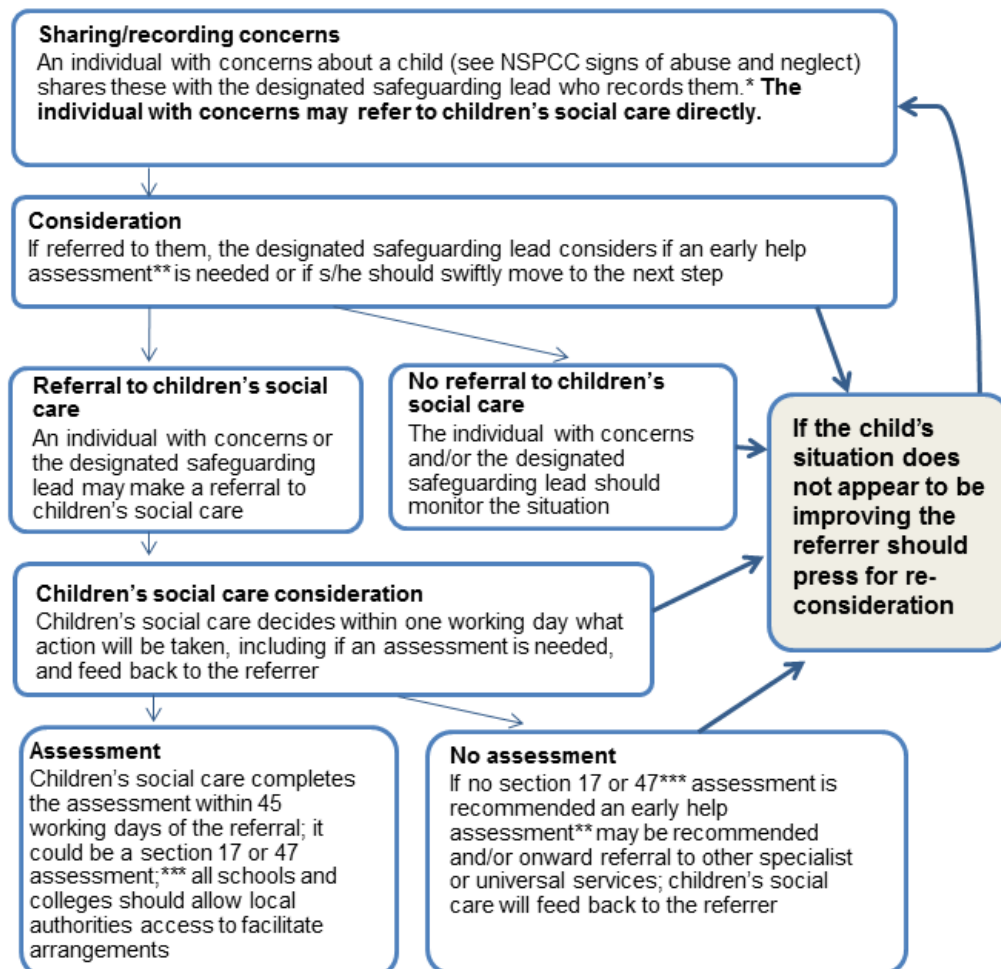 Sharing/recording concerns
An individual with concerns about a child (see NSPCC signs of abuse and neglect)
shares these with the designated safeguarding lead who records them.* The
individual with concerns may refer to children's social care directly.
Consideration
If referred to them, the designated safeguarding lead considers if an early help
assessment** is needed or if s/he should swiftly move to the next step
Referral to children's social
care
An individual with concerns or
the designated safeguarding
lead may make a referral to
children's social care
No referral to children's
social care
The individual with concerns
and/or the designated
safeguarding lead should
monitor the situation
If the child's
situation does
not appear to be
improving the
referrer should
press for re-
consideration
Children's social care consideration
Children's social care decides within one working day what
action will be taken, including if an assessment is needed,
and feed back to the referrer
Assessment
Children's social care completes
the assessment within 45
working days of the referral; it
could be a section 17 or 47
assessment;*** all schools and
colleges should allow local
authorities access to facilitate
arrangements
No assessment
If no section 17 or 47*** assessment is
recommended an early help
assessment** may be recommended
and/or onward referral to other specialist
or universal services; children's social
care will feed back to the referrer